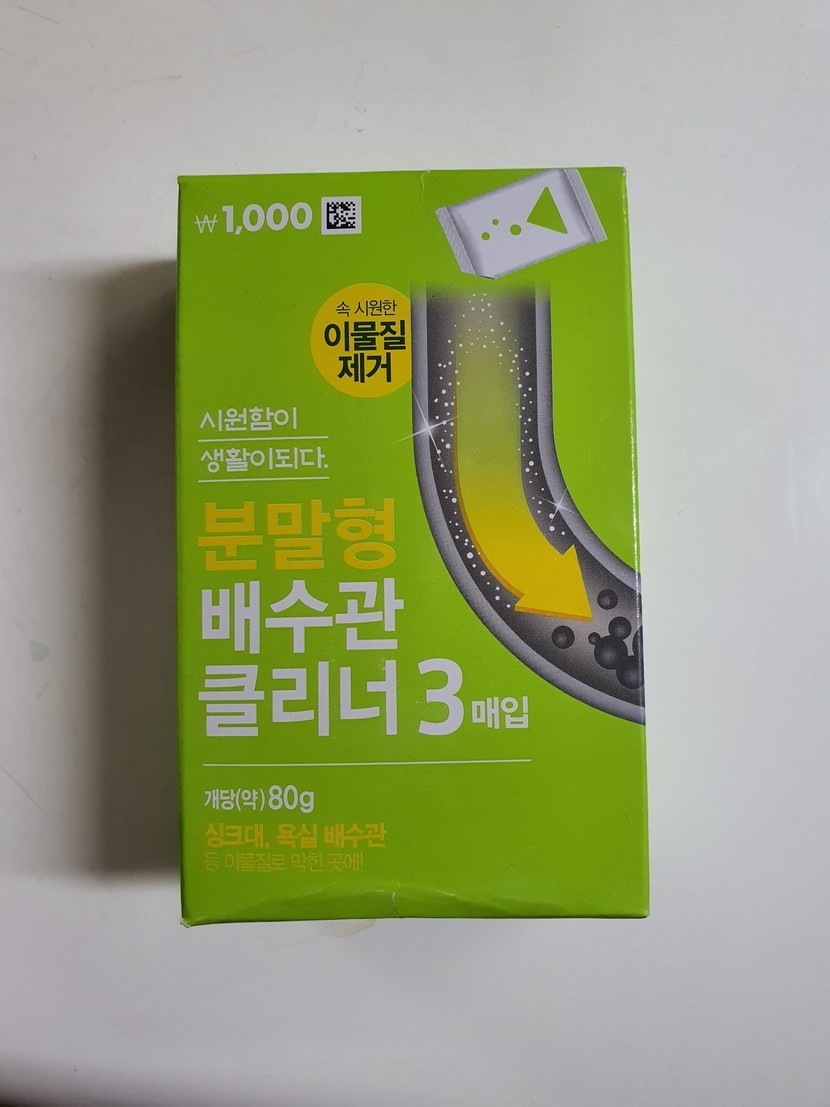 ₩1,000
속 시원한
이물질
제거
시원함이
생활이되다.
분말형
배수관
클리너 3매입
개당(약) 80g
싱크대, 욕실 배수관
등 이물질로 막힌 곳에!